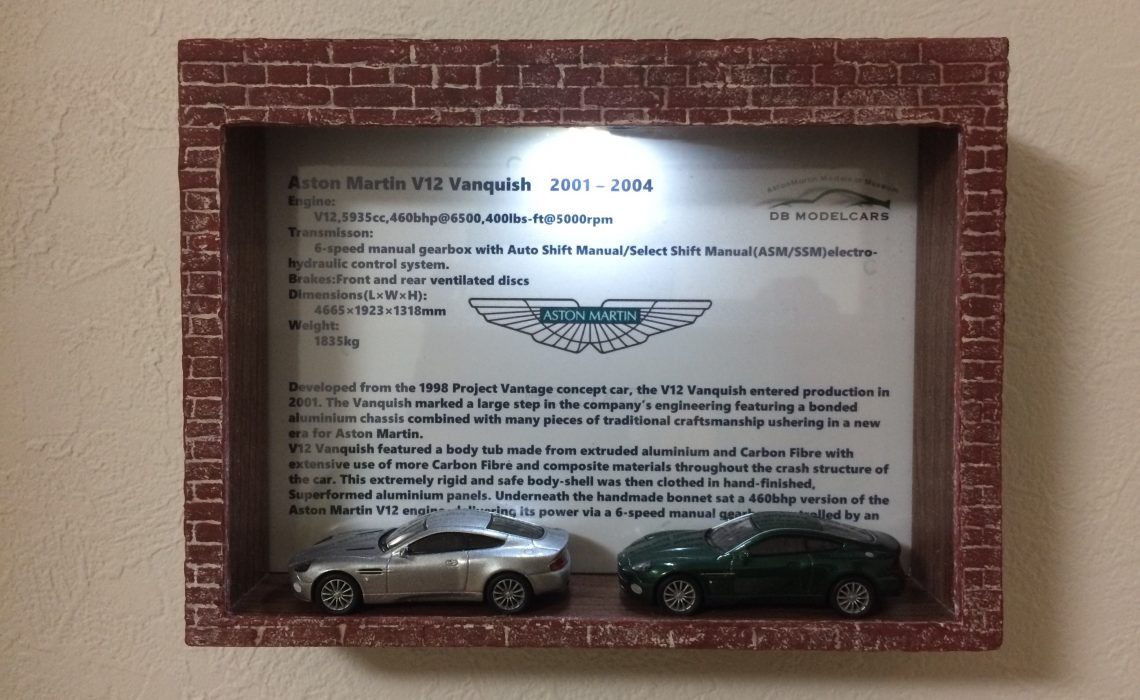 Aston Martin V12 Vanquish 2001 – 2004
AstonMartin Models or Museum
DB MODELCARS
Engine:
V12,5935cc,460bhp@6500,400lbs-ft@5000rpm
Transmisson:
6-speed manual gearbox with Auto Shift Manual/Select Shift Manual(ASM/SSM)electro-
hydraulic control system.
Brakes:Front and rear ventilated discs
Dimensions(L×W×H):
4665×1923×1318mm
Weight:
1835kg
ASTON MARTIN
Developed from the 1998 Project Vantage concept car, the V12 Vanquish entered production in
2001. The Vanquish marked a large step in the company's engineering featuring a bonded
aluminium chassis combined with many pieces of traditional craftsmanship ushering in a new
era for Aston Martin.
V12 Vanquish featured a body tub made from extruded aluminium and Carbon Fibre with
extensive use of more Carbon Fibre and composite materials throughout the crash structure of
the car. This extremely rigid and safe body-shell was then clothed in hand-finished,
Superformed aluminium panels. Underneath the handmade bonnet sat a 460bhp version of the
Aston Martin V12 engine delivering its power via a 6-speed manual gearbox controlled by an